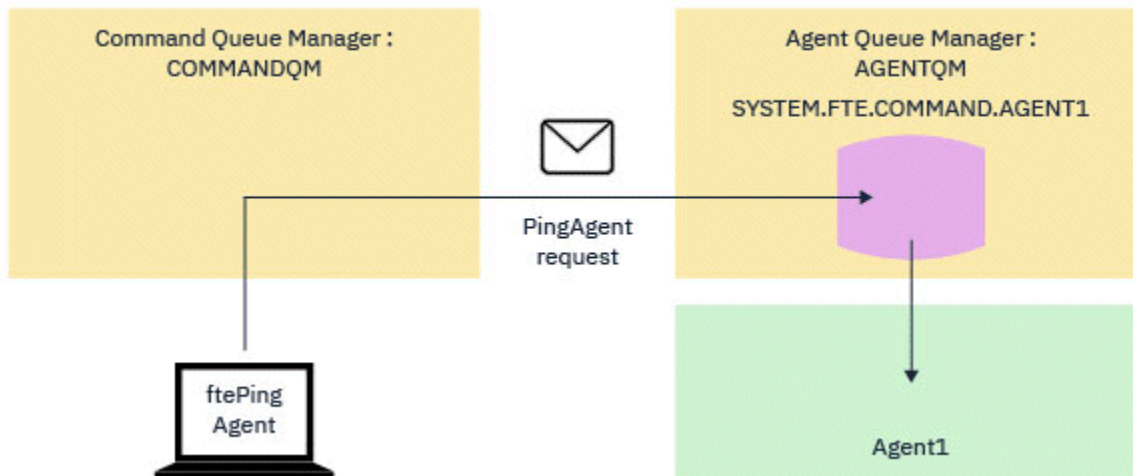 Command Queue Manager :
COMMANDQM
Agent Queue Manager :
AGENTQM
SYSTEM.FTE.COMMAND.AGENT1
PingAgent
request
ftePing
Agent
Agent1